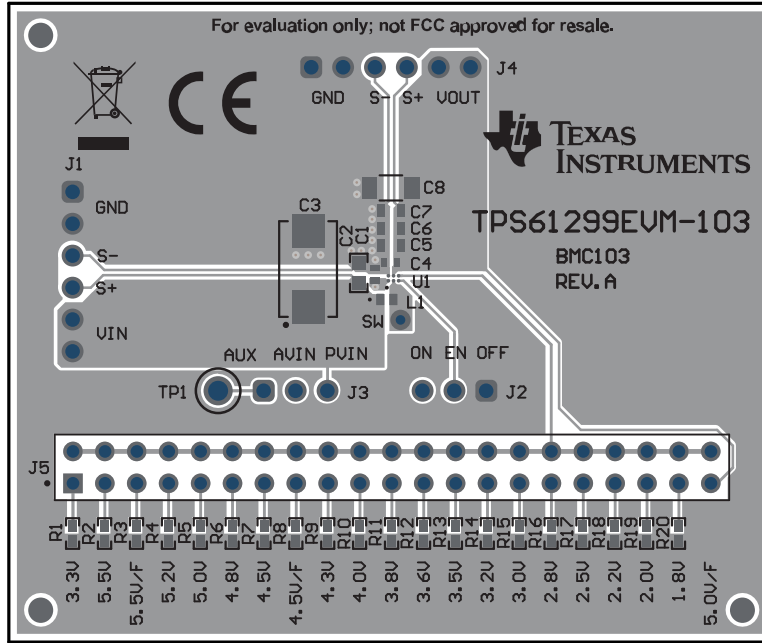 For evaluation only; not FCC approved for resale.
J4
GND S- S+ VOUT
CE
TEXAS
INSTRUMENTS
J1
GND
S-
S+
VIN
C3
C2
C1
C8
C7
C6
C5
C4
U1
L1
SW
TPS61299EVM-103
BMC103
REV.A
AUX AVIN PVIN
ON EN OFF
TP1
J3
J2
J5
R1 R2 R3 R4 R5 R6 R7 R8 R9 R10 R11 R12 R13 R14 R15 R16 R17 R18 R19 R20
3.3V 5.5V 5.5V/F 5.2V 5.0V 4.8V 4.5V 4.5V/F 4.3V 4.0V 3.8V 3.6V 3.5V 3.2V 3.0V 2.8V 2.5V 2.2V 2.0V 1.8V 5.0V/F